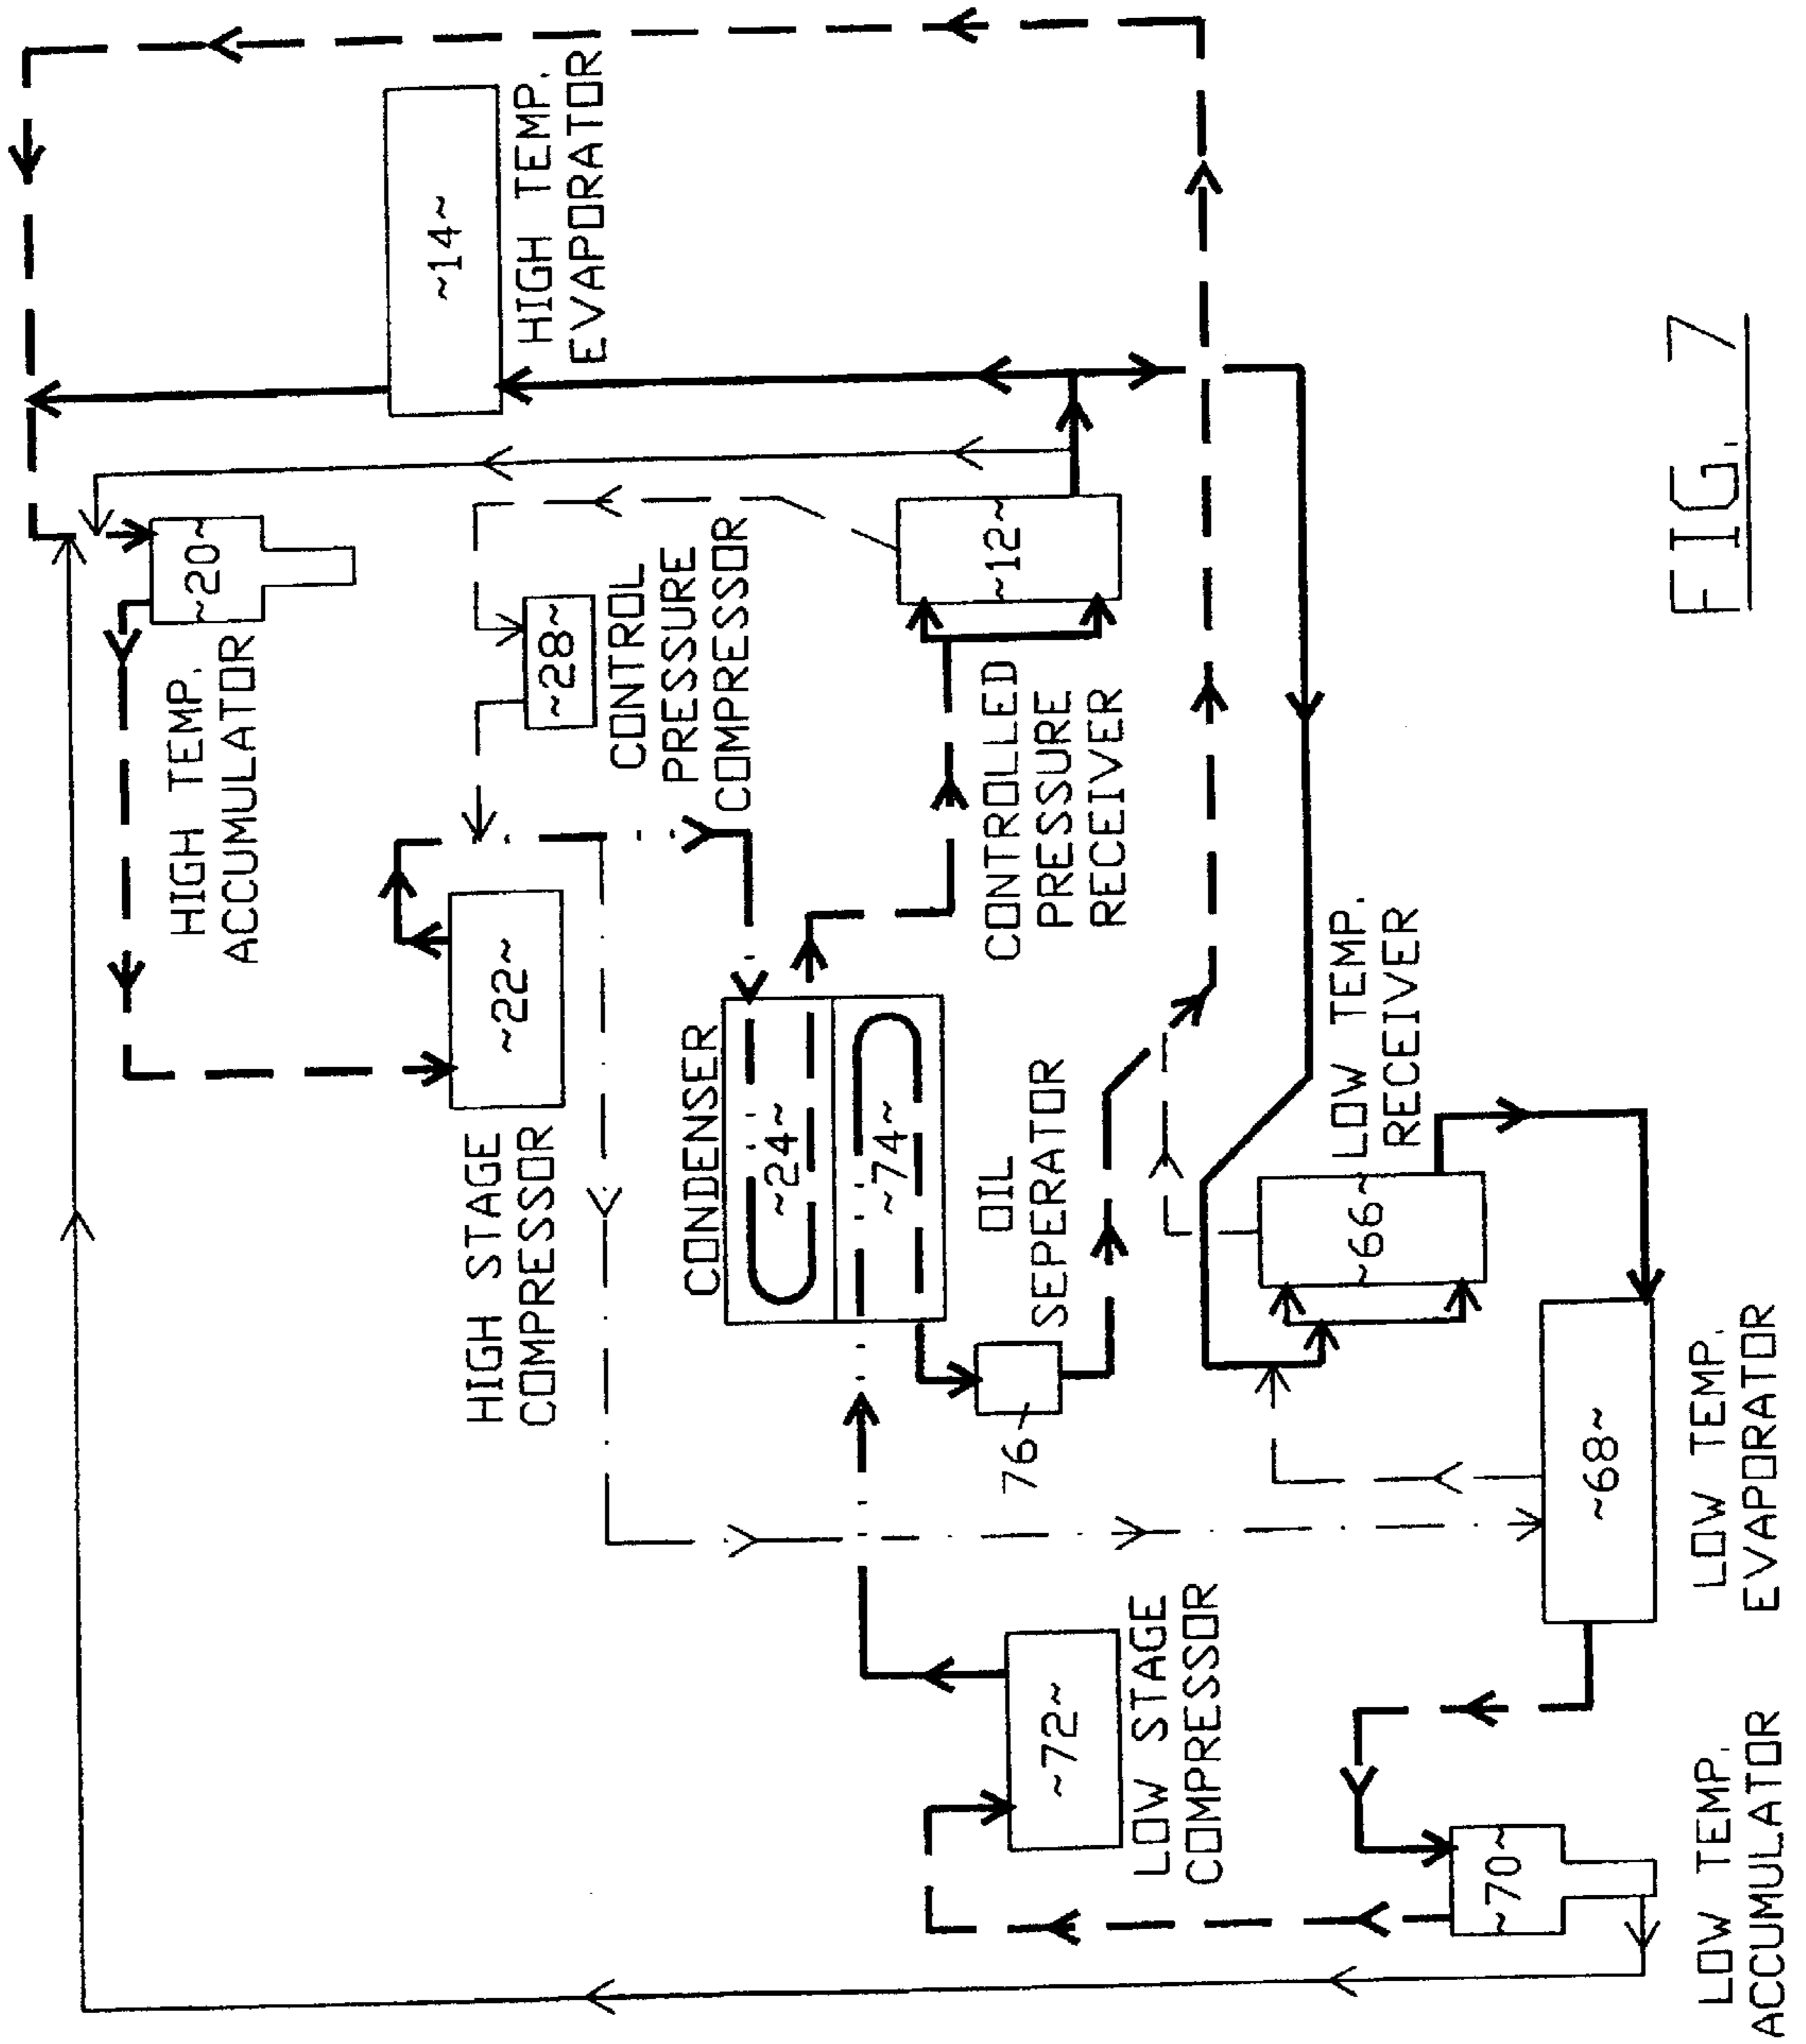 LOW TEMP.
ACCUMULATOR
~70~
LOW STAGE
COMPRESSOR
~72~
LOW TEMP.
EVAPORATOR
~68~
76
OIL
SEPERATOR
HIGH STAGE
COMPRESSOR
~22~
CONDENSER
~24~
~74~
LOW TEMP.
RECEIVER
~66~
HIGH TEMP.
ACCUMULATOR
~20~
CONTROL
PRESSURE
COMPRESSOR
~28~
CONTROLLED
PRESSURE
RECEIVER
~12~
HIGH TEMP.
EVAPORATOR
~14~
FIG. 7